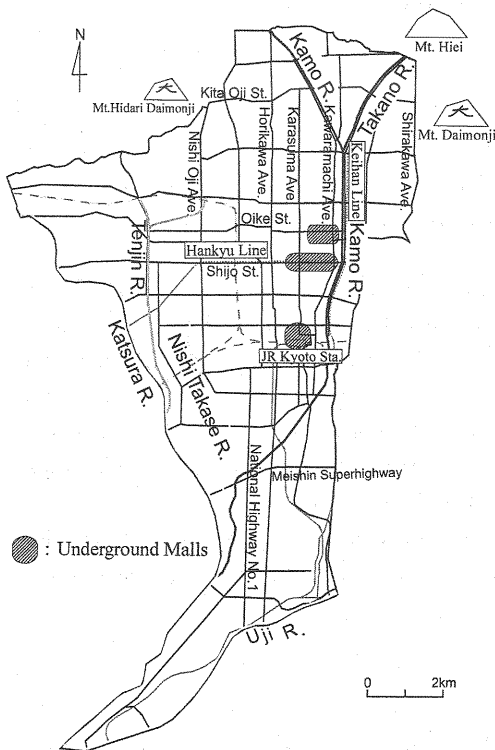 N
Mt. Hiei
Mt.Hidari Daimonji
Mt. Daimonji
Kita Oji St.
Kamo R.
Takano R.
Nishi Oji Ave.
Horikawa Ave.
Karasuma Ave.
Kawaramachi Ave.
Keihan Line
Shirakawa Ave.
Oike St.
Hankyu Line
Shijo St.
Kamo R.
Tenjin R.
Katsura R.
Nishi Takase R.
JR Kyoto Sta.
National Highway No.1
Meishin Superhighway
: Underground Malls
Uji R.
0 2km